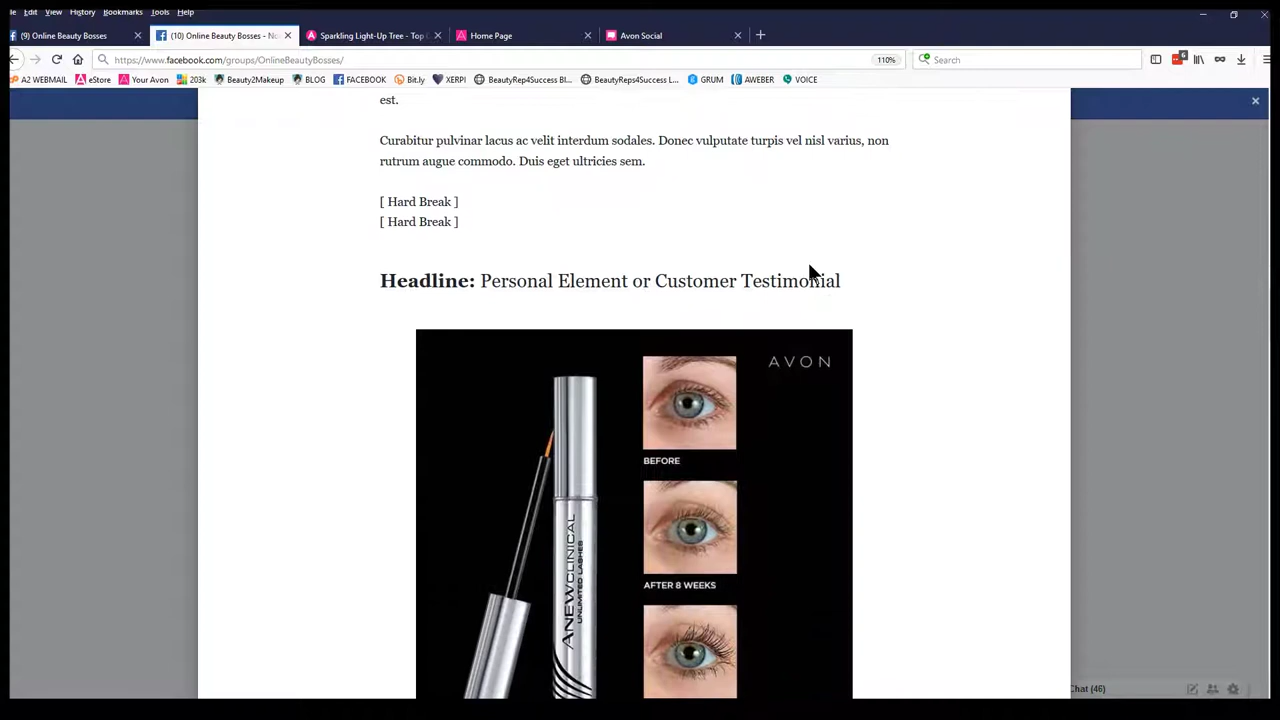 Edit View History Bookmarks Tools Help
(9) Online Beauty Bosses
(10) Online Beauty Bosses - No
Sparkling Light-Up Tree - Top (
Home Page
Avon Social
https://www.facebook.com/groups/OnlineBeautyBosses/
110%
Search
6
A2 WEBMAIL
eStore
Your Avon
203k
Beauty2Makeup
BLOG
FACEBOOK
Bit.ly
XERPI
BeautyRep4Success Bl...
BeautyReps4Success L...
GRUM
AWEBER
VOICE
est.
Curabitur pulvinar lacus ac velit interdum sodales. Donec vulputate turpis vel nisl varius, non
rutrum augue commodo. Duis eget ultricies sem.
[ Hard Break ]
[ Hard Break ]
Headline: Personal Element or Customer Testimonial
AVON
BEFORE
AFTER 8 WEEKS
ANEWCLINICAL
UNLIMITED LASHES
Chat (46)